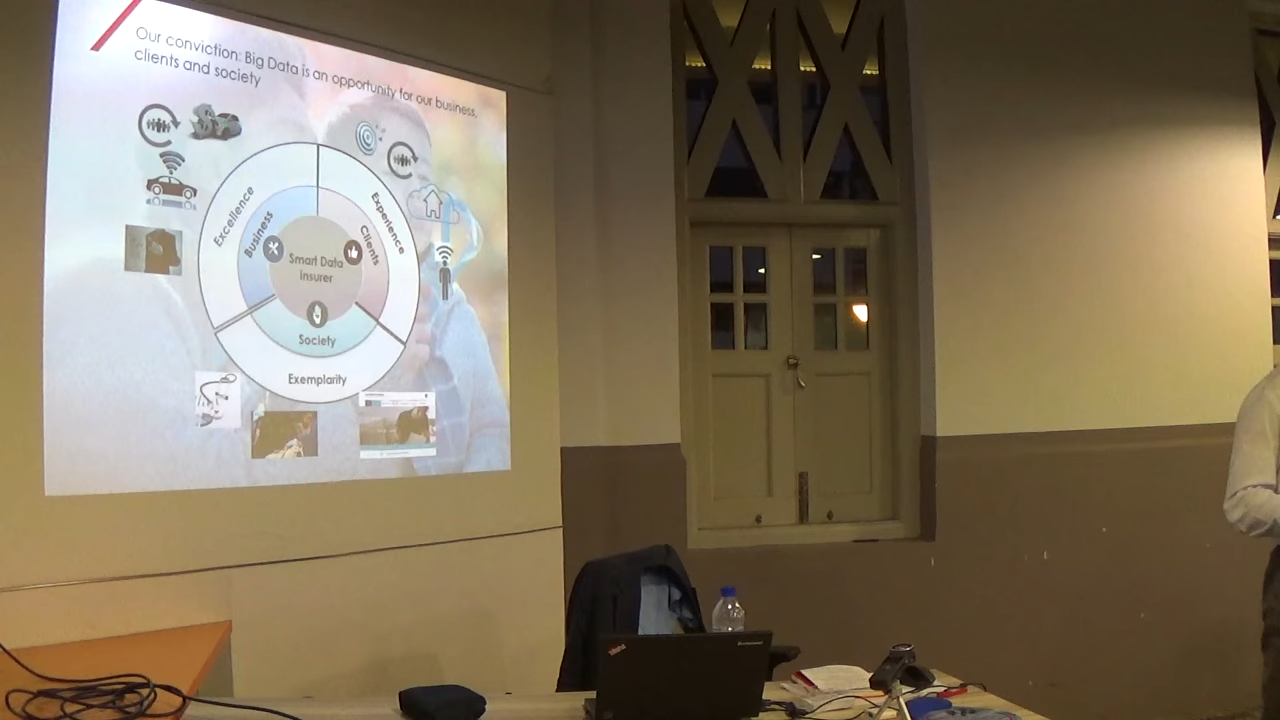 Our conviction: Big Data is an opportunity for our business,
clients and society
Excellence
Business
Experience
Clients
Smart Data
Insurer
Society
Exemplarity
ThinkPad